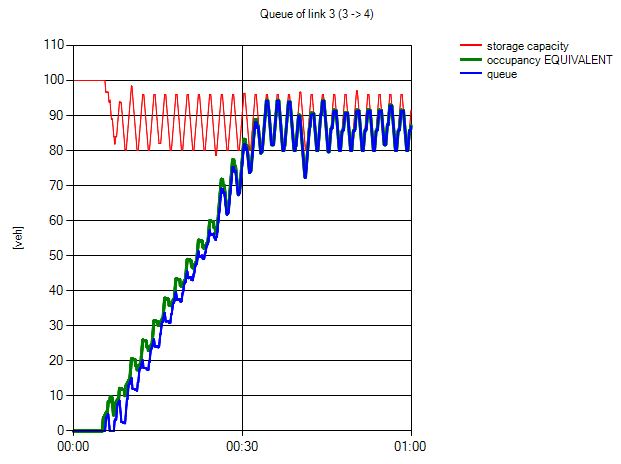 Queue of link 3 (3 -> 4)
storage capacity
occupancy EQUIVALENT
queue
[veh]
110
100
90
80
70
60
50
40
30
20
10
0
00:00 00:30 01:00